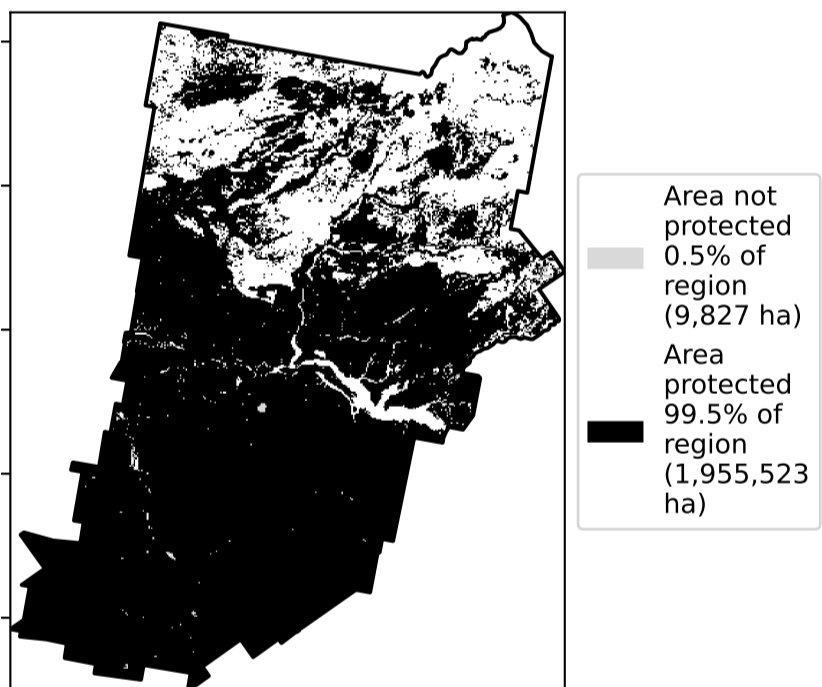 Area not
protected
0.5% of
region
(9,827 ha)
Area
protected
99.5% of
region
(1,955,523
ha)